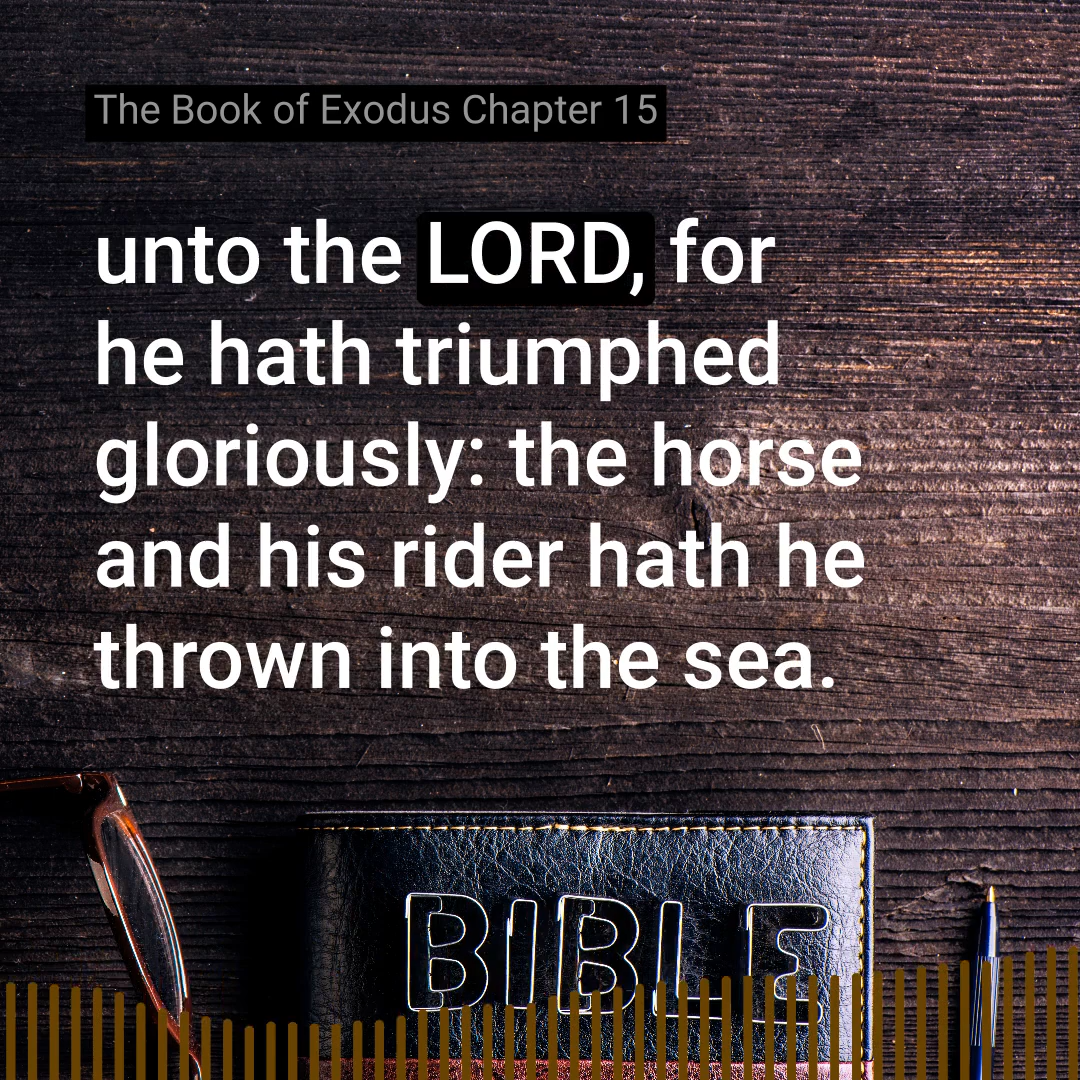 The Book of Exodus Chapter 15
unto the LORD, for
he hath triumphed
gloriously: the horse
and his rider hath he
thrown into the sea.
BIBLE